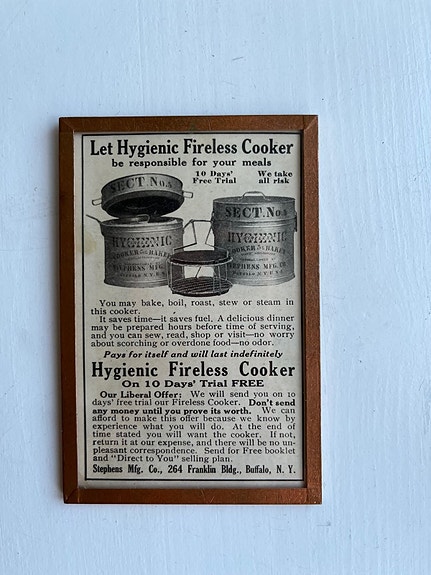 Let Hygienic Fireless Cooker
be responsible for your meals
10 Days' Free Trial
We take all risk
SECT. No. 5
HYGIENIC
COOKER & BAKER
STEPHENS MFG. CO.
BUFFALO N.Y. U.S.A.
SECT. No. 5
HYGIENIC
COOKER & BAKER
STEPHENS MFG. CO.
BUFFALO N.Y. U.S.A.
You may bake, boil, roast, stew or steam in
this cooker.
It saves time—it saves fuel. A delicious dinner
may be prepared hours before time of serving,
and you can sew, read, shop or visit—no worry
about scorching or overdone food—no odor.
Pays for itself and will last indefinitely
Hygienic Fireless Cooker
On 10 Days' Trial FREE
Our Liberal Offer: We will send you on 10
days' free trial our Fireless Cooker. Don't send
any money until you prove its worth. We can
afford to make this offer because we know by
experience what you will do. At the end of
time stated you will want the cooker. If not,
return it at our expense, and there will be no un-
pleasant correspondence. Send for Free booklet
and "Direct to You" selling plan.
Stephens Mfg. Co., 264 Franklin Bldg., Buffalo, N. Y.